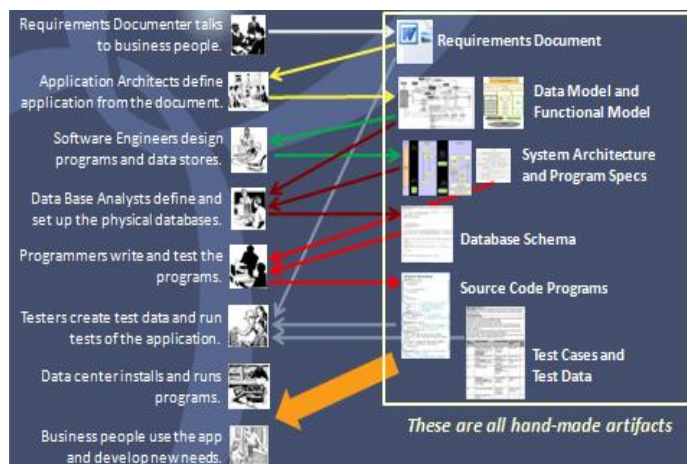 Requirements Documenter talks
to business people.
Requirements Document
Application Architects define
application from the document.
Data Model and
Functional Model
Software Engineers design
programs and data stores.
System Architecture
and Program Specs
Data Base Analysts define and
set up the physical databases.
Database Schema
Programmers write and test the
programs.
Source Code Programs
Testers create test data and run
tests of the application.
Test Cases and
Test Data
Data center installs and runs
programs.
Business people use the app
and develop new needs.
These are all hand-made artifacts